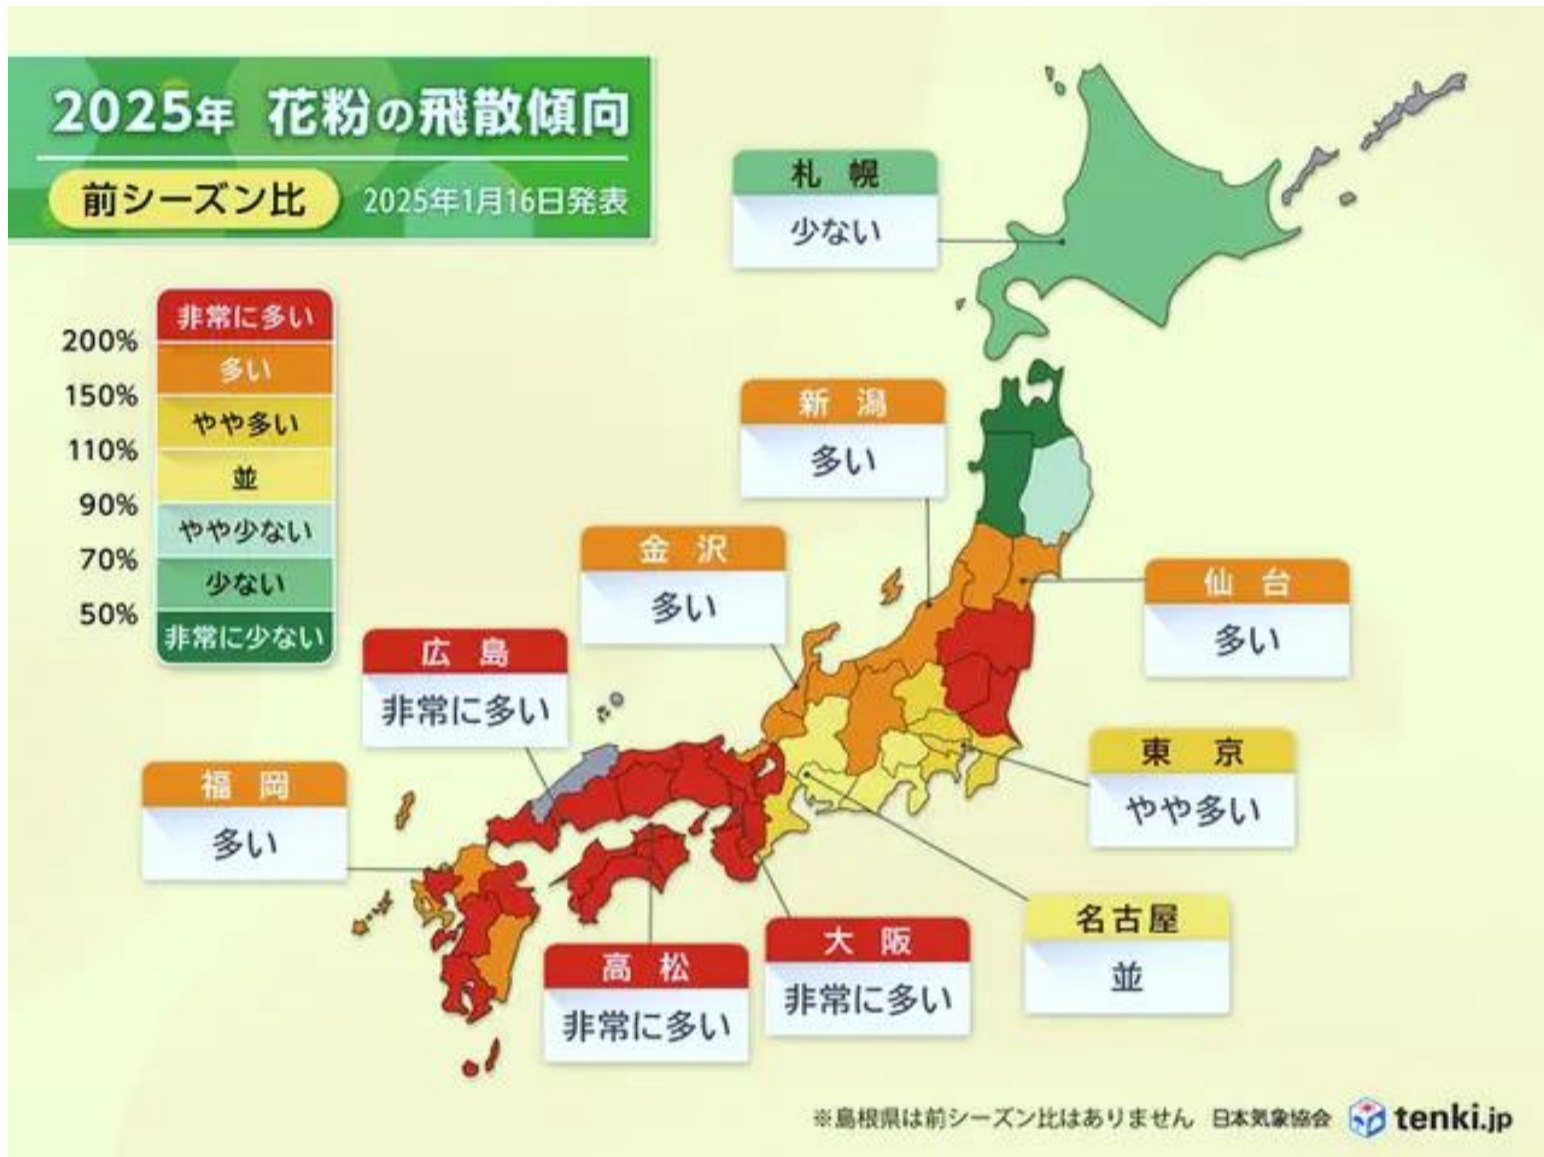 2025年 花粉の飛散傾向
前シーズン比 2025年1月16日発表
非常に多い
200%
多い
150%
やや多い
110%
並
90%
やや少ない
70%
少ない
50%
非常に少ない
札幌
少ない
新潟
多い
金沢
多い
仙台
多い
広島
非常に多い
東京
やや多い
福岡
多い
名古屋
並
大阪
非常に多い
高松
非常に多い
※島根県は前シーズン比はありません 日本気象協会 tenki.jp